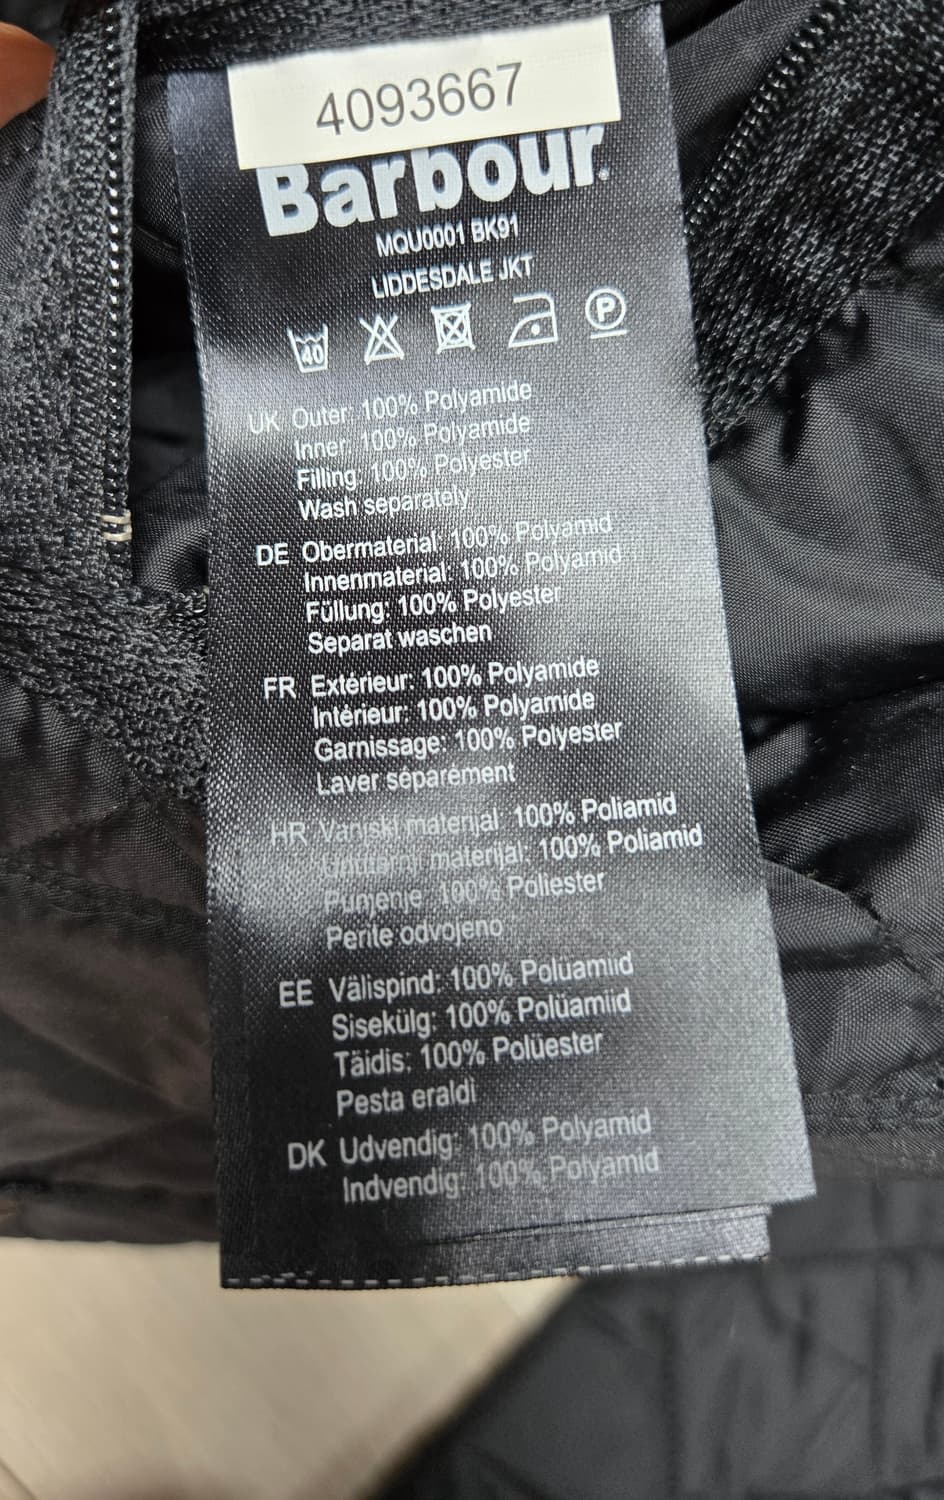 4093667
Barbour.
MQU0001 BK91
LIDDESDALE JKT
40 P
UK Outer: 100% Polyamide
Inner: 100% Polyamide
Filling: 100% Polyester
Wash separately
DE Obermaterial: 100% Polyamid
Innenmaterial: 100% Polyamid
Füllung: 100% Polyester
Separat waschen
FR Extérieur: 100% Polyamide
Intérieur: 100% Polyamide
Garnissage: 100% Polyester
Laver séparément
HR Vanjski materijal 100% Poliamid
materijal: 100% Poliamid
Punjenje 100% Poliester
Perite odvojeno
EE Välispind: 100% Polüamiid
Sisekülg: 100% Polüamiid
Täidis: 100% Polüester
Pesta eraldi
DK Udvendig: 100% Polyamid
Indvendig: 100% Polyamid